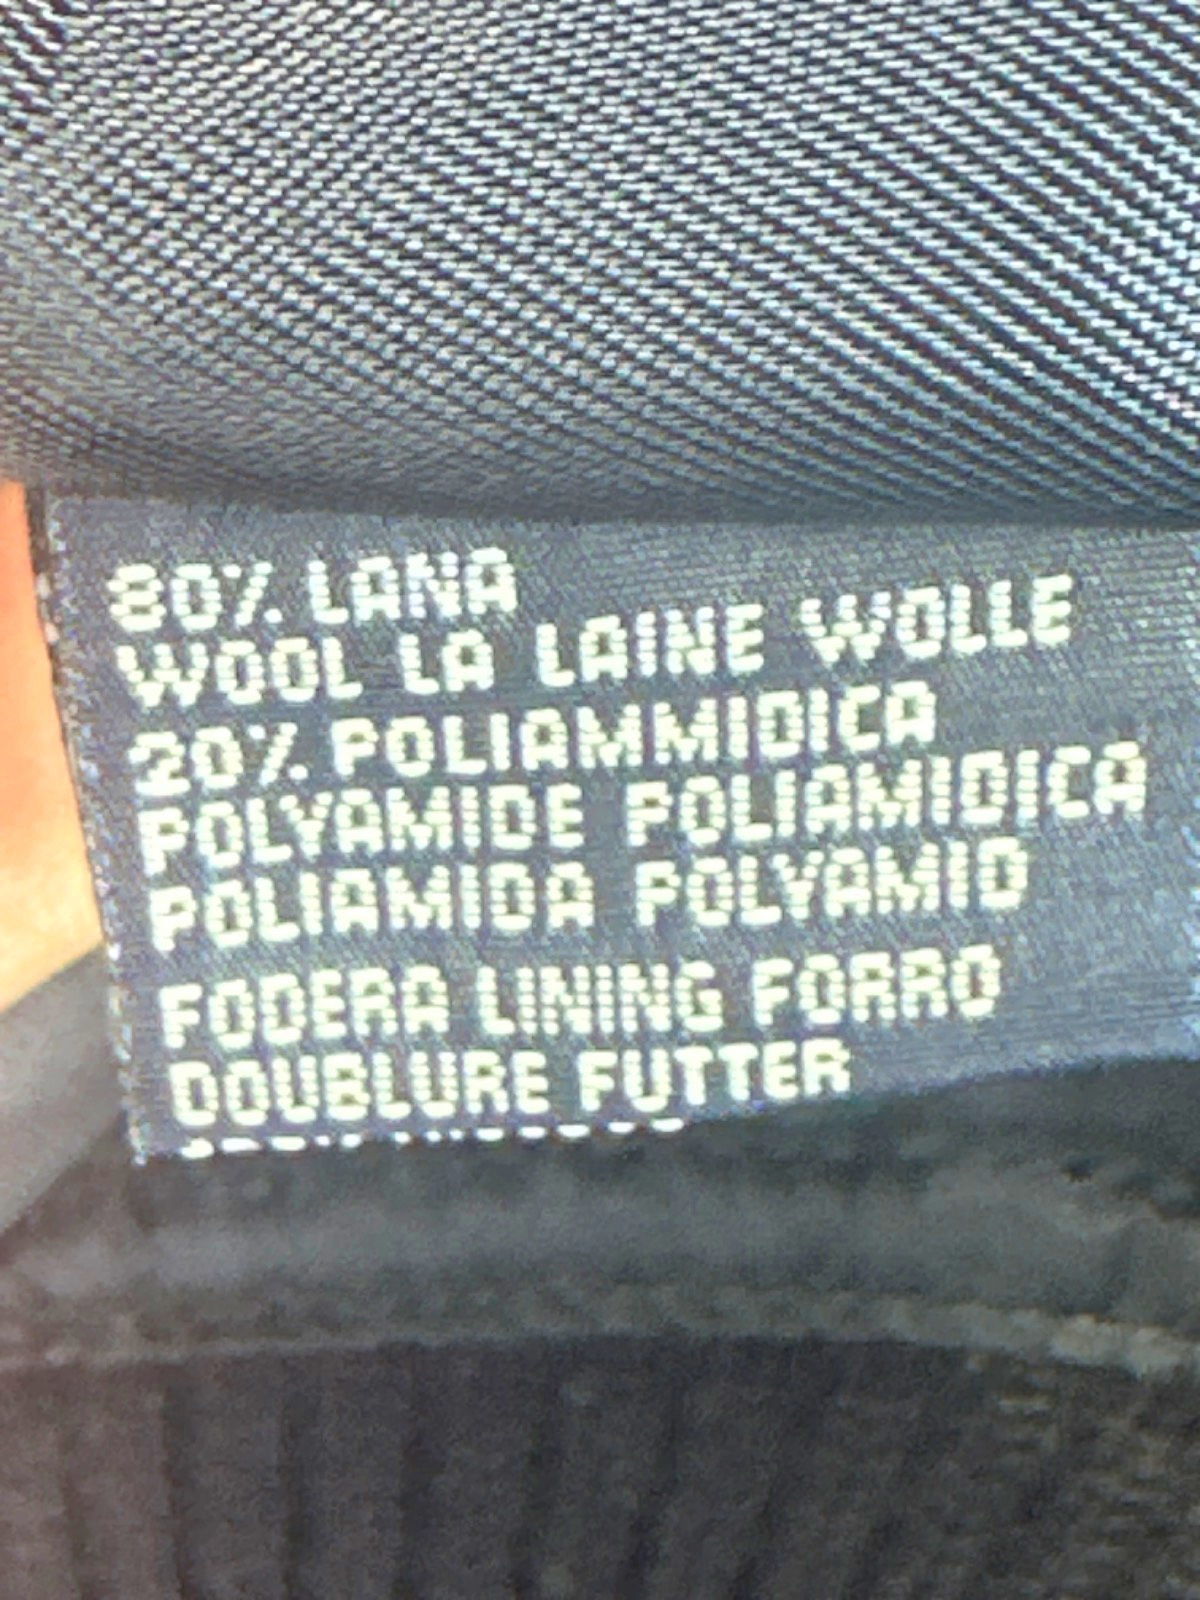 80% LANA
WOOL LA LAINE WOLLE
20% POLIAMMIDICA
POLYAMIDE POLIAMIDICA
POLIAMIDA POLYAMID
FODERA LINING FORRO
DOUBLURE FUTTER